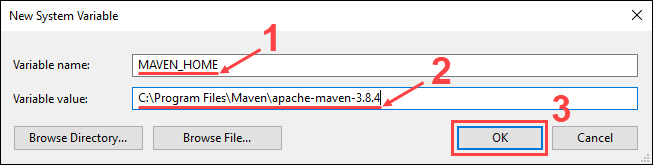 New System Variable
1
Variable name: MAVEN_HOME
2
Variable value: C:\Program Files\Maven\apache-maven-3.8.4
3
Browse Directory... Browse File... OK Cancel